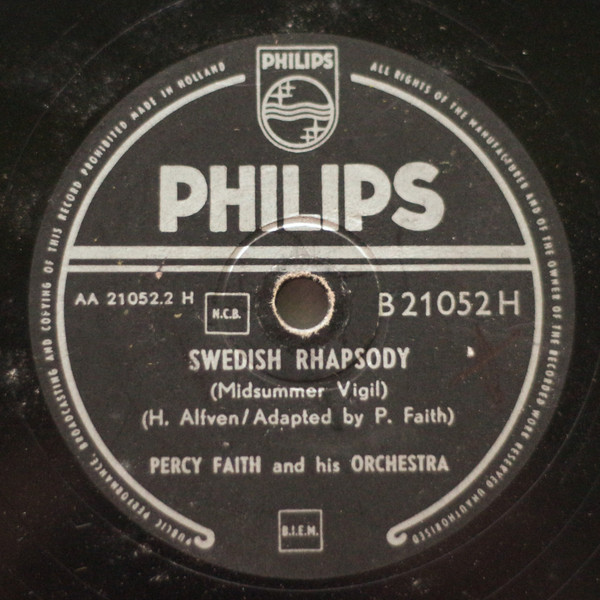 PHILIPS
PHILIPS
AA 21052.2 H
N.C.B.
B 21052 H
SWEDISH RHAPSODY
(Midsummer Vigil)
(H. Alfven/Adapted by P. Faith)
PERCY FAITH and his ORCHESTRA
B.I.E.M.
ALL RIGHTS OF THE MANUFACTURER AND OF THE OWNER OF THE RECORDED WORK RESERVED UNAUTHORISED
PUBLIC PERFORMANCE, BROADCASTING AND COPYING OF THIS RECORD PROHIBITED MADE IN HOLLAND